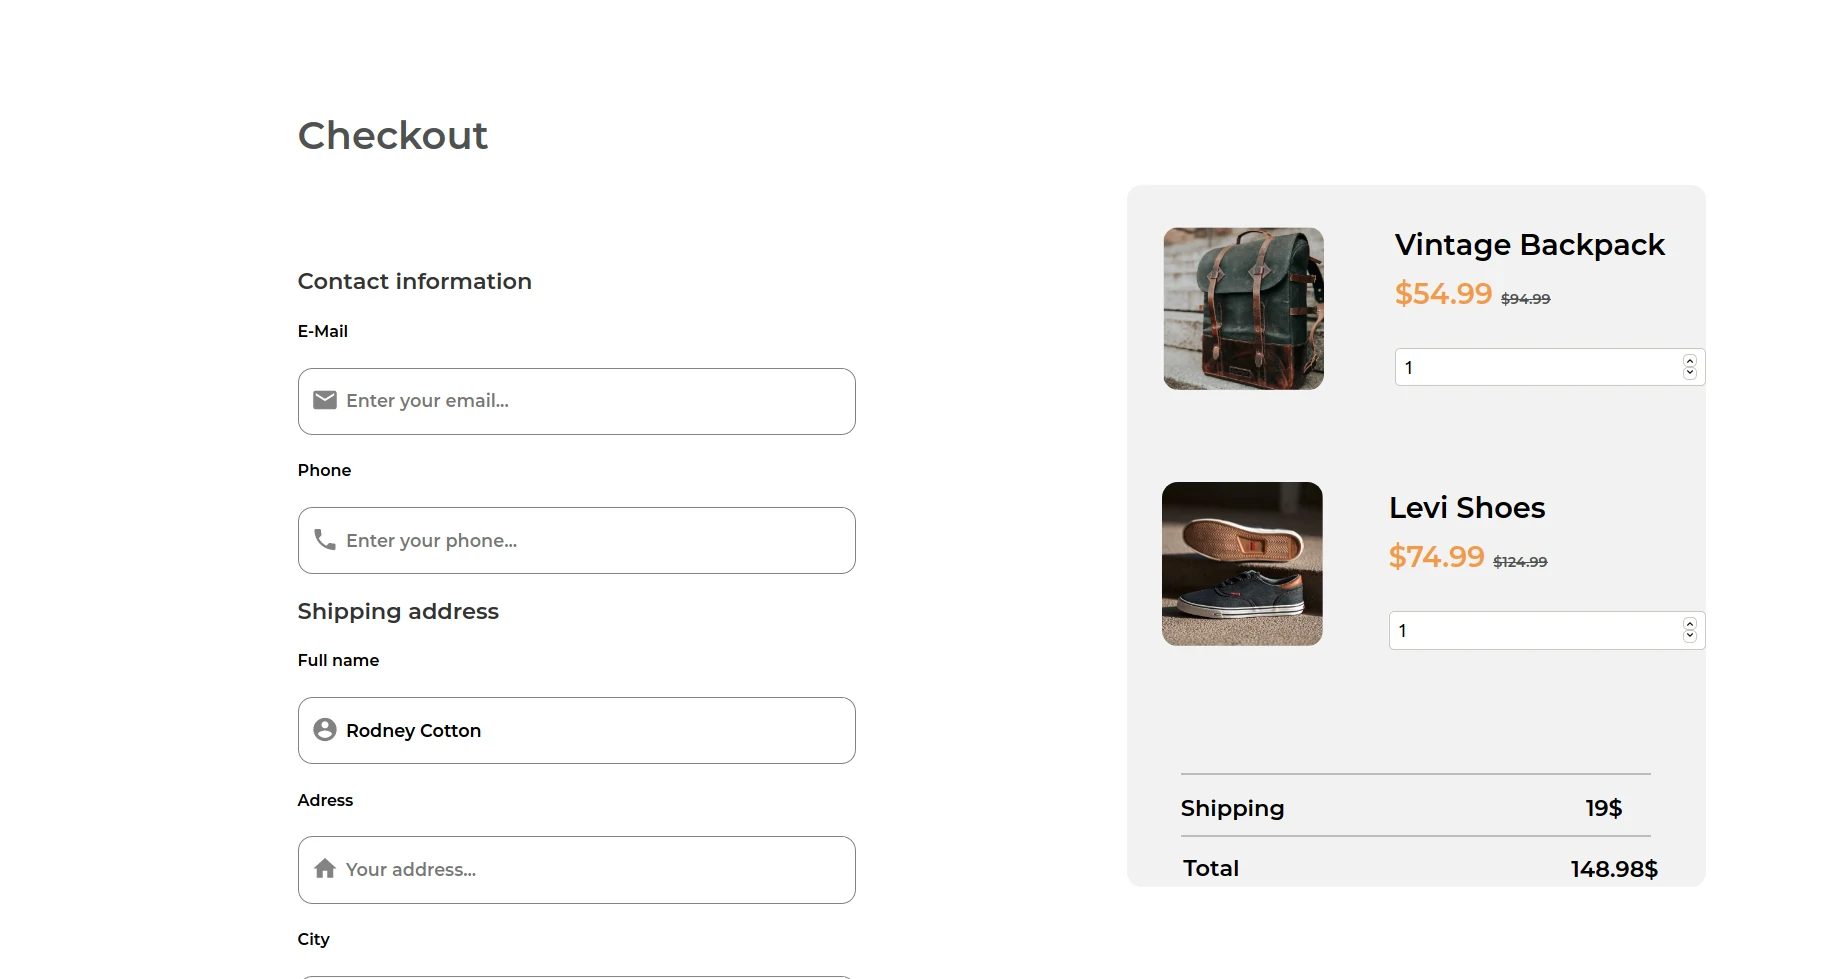 Checkout
Contact information
E-Mail
Enter your email...
Phone
Enter your phone...
Shipping address
Full name
Rodney Cotton
Adress
Your address...
City
Vintage Backpack
$54.99 $94.99
1
Levi Shoes
$74.99 $124.99
1
Shipping 19$
Total 148.98$